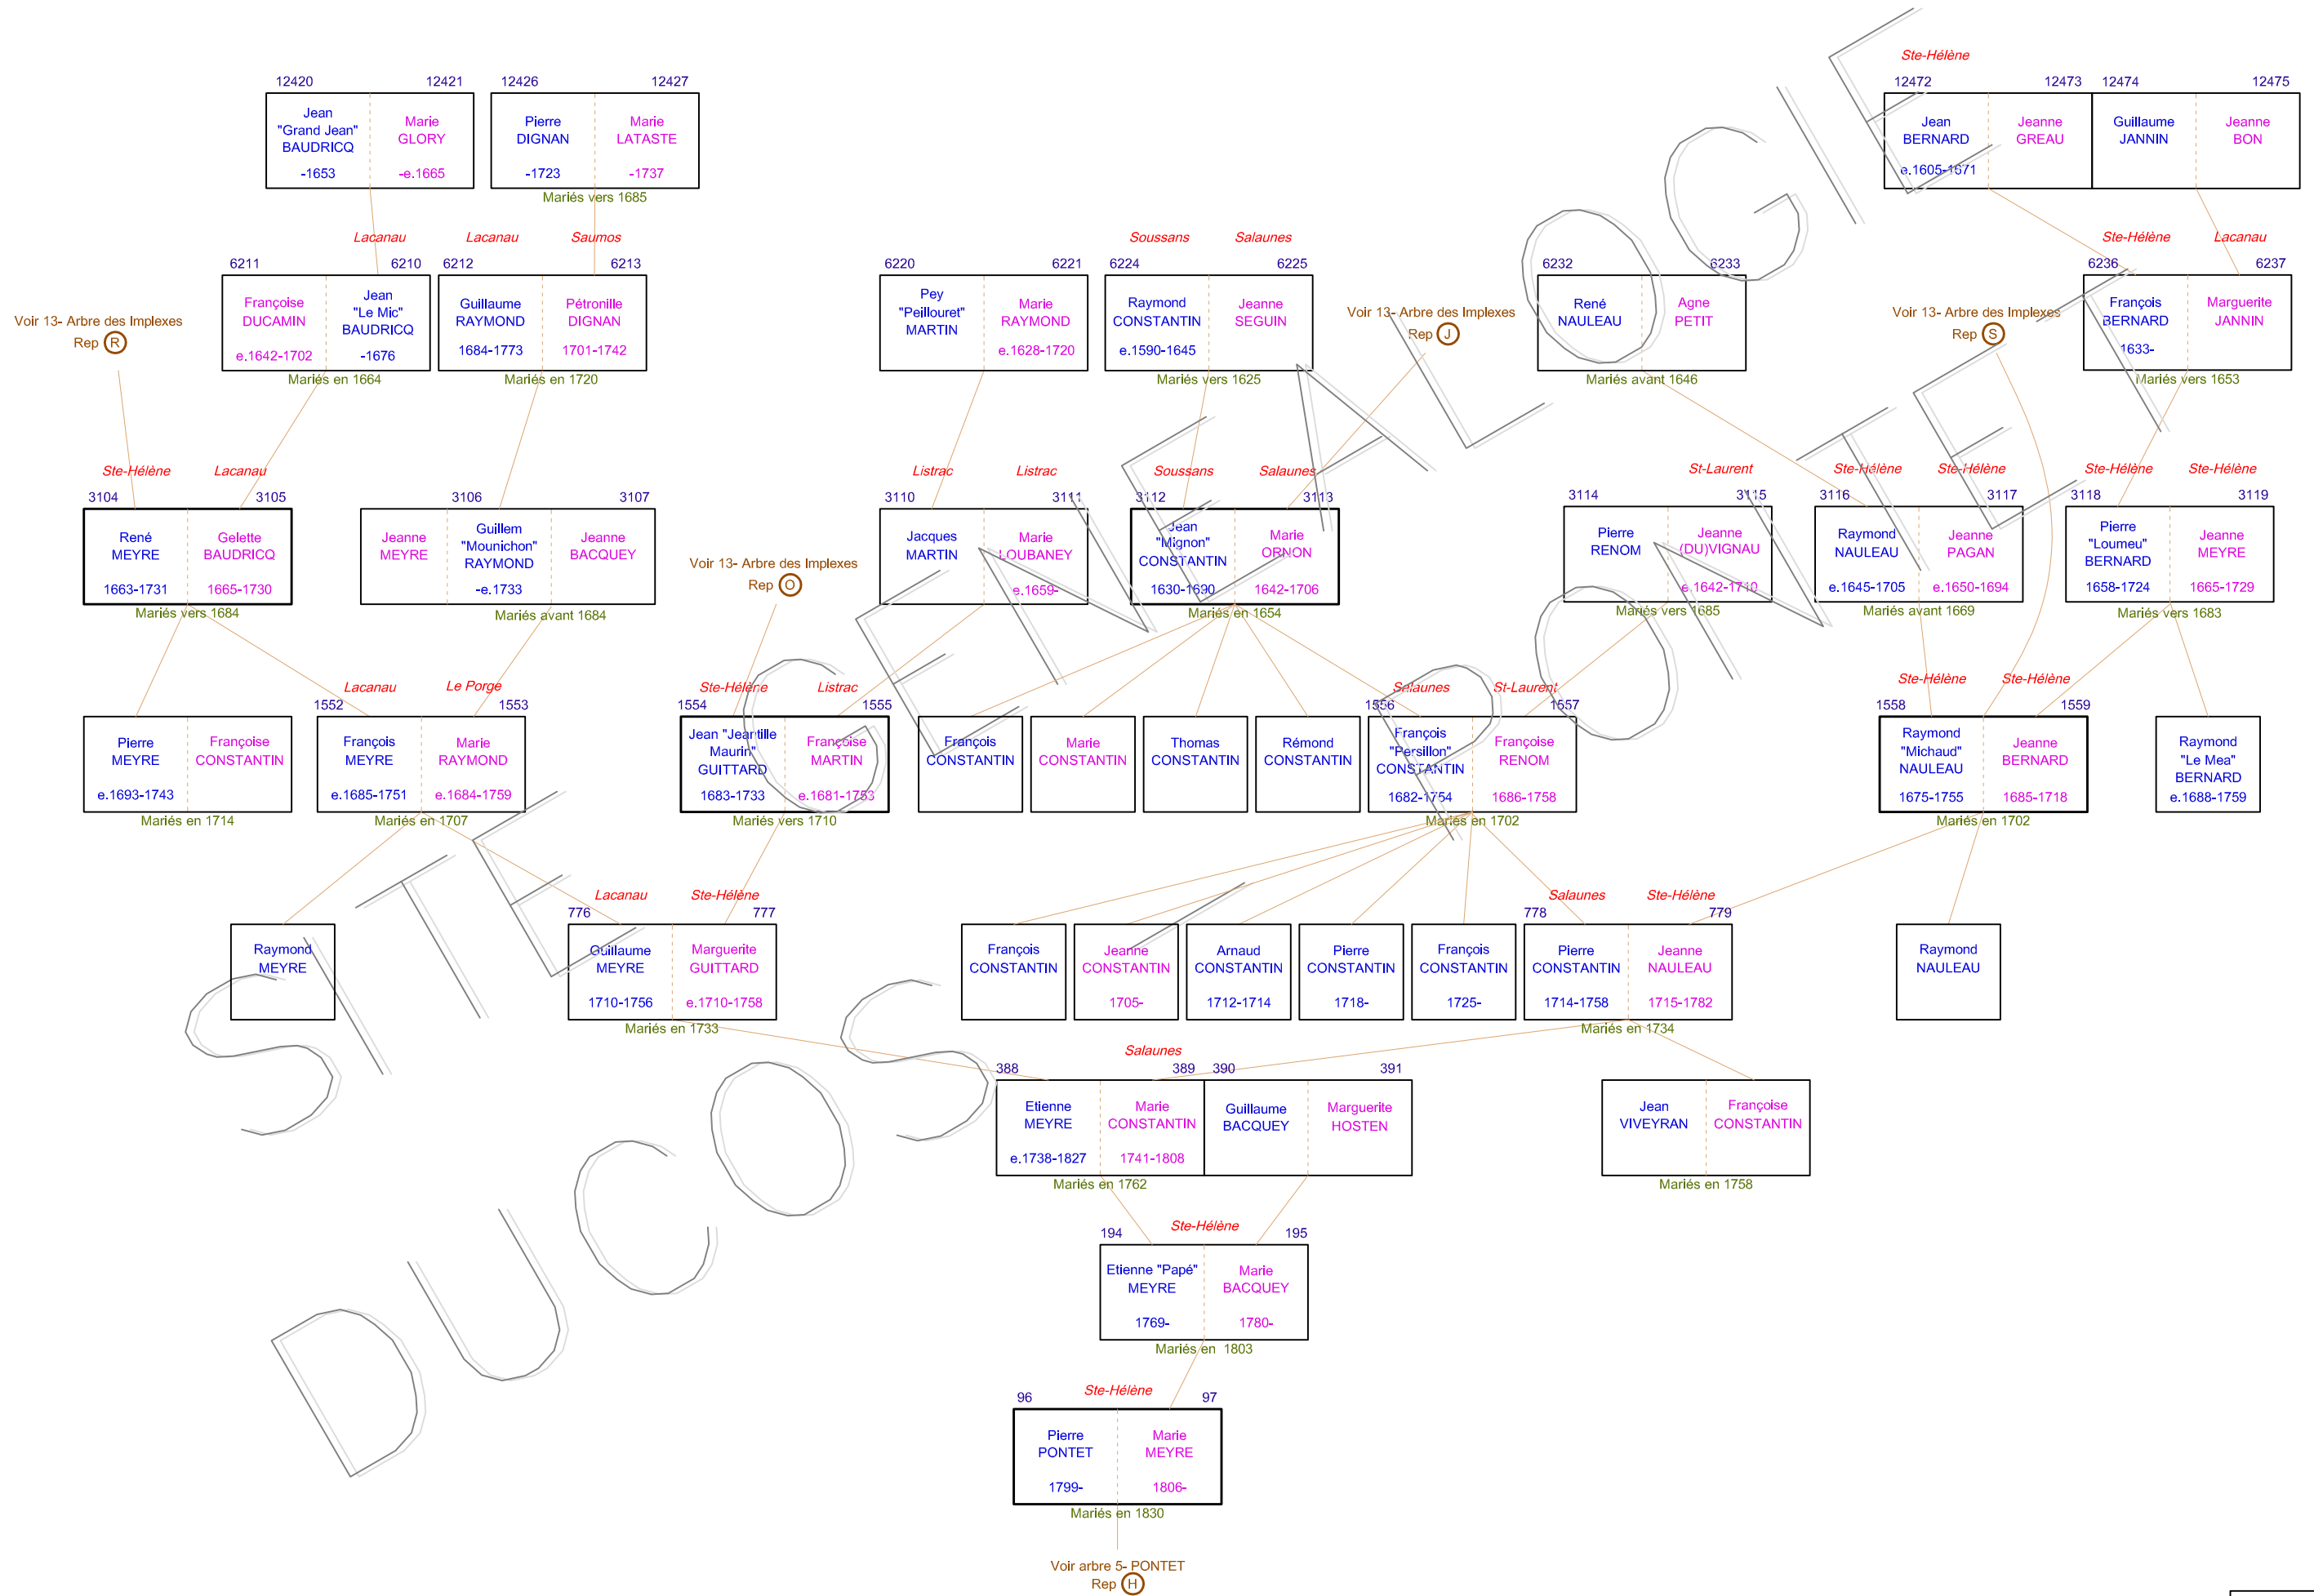 Ste-Hélène
12420 12421 12426 12427 12472 12473 12474 12475
Jean
"Grand Jean"
BAUDRICQ
-1653
Marie
GLORY
-e.1665
Pierre
DIGNAN
-1723
Marie
LATASTE
-1737
Mariés vers 1685
Jean
BERNARD
e.1605-1671
Jeanne
GREAU
Guillaume
JANNIN
Jeanne
BON
Lacanau Lacanau Saumos Soussans Salaunes Ste-Hélène Lacanau
6211 6210 6212 6213 6220 6221 6224 6225 6232 6233 6236 6237
Voir 13- Arbre des Implexes
Rep R
Françoise
DUCAMIN
e.1642-1702
Jean
"Le Mic"
BAUDRICQ
-1676
Mariés en 1664
Guillaume
RAYMOND
1684-1773
Pétronille
DIGNAN
1701-1742
Mariés en 1720
Pey
"Peillouret"
MARTIN
Marie
RAYMOND
e.1628-1720
Raymond
CONSTANTIN
e.1590-1645
Jeanne
SEGUIN
Mariés vers 1625
Voir 13- Arbre des Implexes
Rep J
René
NAULEAU
Agne
PETIT
Mariés avant 1646
Voir 13- Arbre des Implexes
Rep S
François
BERNARD
1633-
Marguerite
JANNIN
Mariés vers 1653
Ste-Hélène Lacanau Listrac Listrac Soussans Salaunes St-Laurent Ste-Hélène Ste-Hélène Ste-Hélène Ste-Hélène
3104 3105 3106 3107 3110 3111 3112 3113 3114 3115 3116 3117 3118 3119
René
MEYRE
1663-1731
Gelette
BAUDRICQ
1665-1730
Mariés vers 1684
Jeanne
MEYRE
Guillem
"Mounichon"
RAYMOND
-e.1733
Jeanne
BACQUEY
Mariés avant 1684
Voir 13- Arbre des Implexes
Rep O
Jacques
MARTIN
Marie
LOUBANEY
e.1659-
Jean
"Mignon"
CONSTANTIN
1630-1690
Marie
ORNON
1642-1706
Mariés en 1654
Pierre
RENOM
Jeanne
(DU)VIGNAU
e.1642-1710
Mariés vers 1685
Raymond
NAULEAU
e.1645-1705
Jeanne
PAGAN
e.1650-1694
Mariés avant 1669
Pierre
"Loumeu"
BERNARD
1658-1724
Jeanne
MEYRE
1665-1729
Mariés vers 1683
Lacanau Le Porge Ste-Hélène Listrac Salaunes St-Laurent Ste-Hélène Ste-Hélène
1552 1553 1554 1555 1556 1557 1558 1559
Pierre
MEYRE
e.1693-1743
Françoise
CONSTANTIN
Mariés en 1714
François
MEYRE
e.1685-1751
Marie
RAYMOND
e.1684-1759
Mariés en 1707
Jean "Jeantille
Maurin"
GUITTARD
1683-1733
Françoise
MARTIN
e.1681-1753
Mariés vers 1710
François
CONSTANTIN
Marie
CONSTANTIN
Thomas
CONSTANTIN
Rémond
CONSTANTIN
François
"Persillon"
CONSTANTIN
1682-1754
Françoise
RENOM
1686-1758
Mariés en 1702
Raymond
"Michaud"
NAULEAU
1675-1755
Jeanne
BERNARD
1685-1718
Mariés en 1702
Raymond
"Le Mea"
BERNARD
e.1688-1759
Lacanau Ste-Hélène Salaunes Ste-Hélène
776 777 778 779
Raymond
MEYRE
Guillaume
MEYRE
1710-1756
Marguerite
GUITTARD
e.1710-1758
Mariés en 1733
François
CONSTANTIN
Jeanne
CONSTANTIN
1705-
Arnaud
CONSTANTIN
1712-1714
Pierre
CONSTANTIN
1718-
François
CONSTANTIN
1725-
Pierre
CONSTANTIN
1714-1758
Jeanne
NAULEAU
1715-1782
Mariés en 1734
Raymond
NAULEAU
Salaunes
388 389 390 391
Etienne
MEYRE
e.1738-1827
Marie
CONSTANTIN
1741-1808
Mariés en 1762
Guillaume
BACQUEY
Marguerite
HOSTEN
Jean
VIVEYRAN
Françoise
CONSTANTIN
Mariés en 1758
Ste-Hélène
194 195
Etienne "Papé"
MEYRE
1769-
Marie
BACQUEY
1780-
Mariés en 1803
Ste-Hélène
96 97
Pierre
PONTET
1799-
Marie
MEYRE
1806-
Mariés en 1830
Voir arbre 5- PONTET
Rep H
SITE GENEALOGIE
DUCOS - PONTET